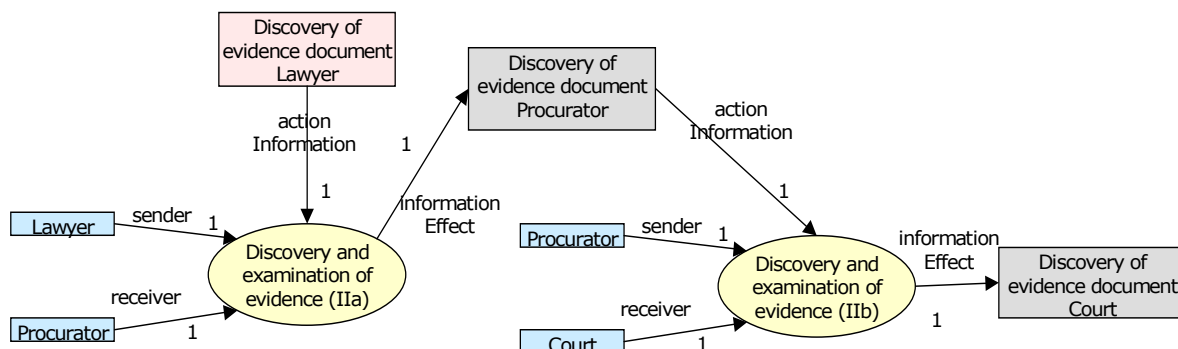 Discovery of
evidence document
Lawyer
Discovery of
evidence document
Procurator
action
Information
1
1
action
Information
1
information
Effect
Lawyer
sender
1
Discovery and
examination of
evidence (IIa)
receiver
Procurator
1
Procurator
sender
1
Discovery and
examination of
evidence (IIb)
information
Effect
1
Discovery of
evidence document
Court
receiver
Court
1